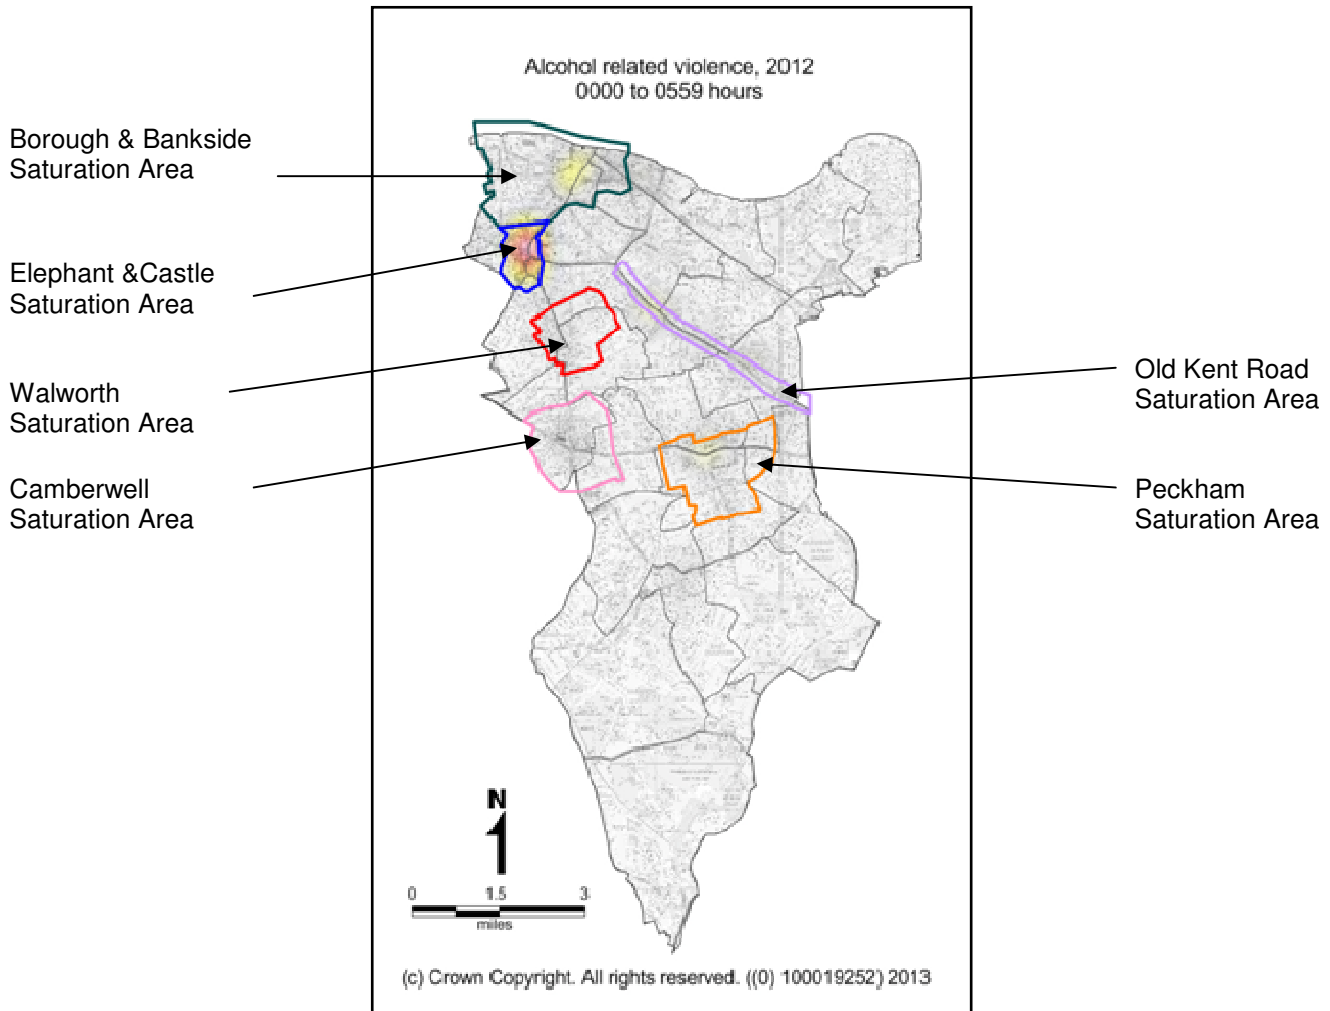 Alcohol related violence, 2012
0000 to 0559 hours
Borough & Bankside
Saturation Area
Elephant &Castle
Saturation Area
Walworth
Saturation Area
Camberwell
Saturation Area
Old Kent Road
Saturation Area
Peckham
Saturation Area
N
0 1.5 3
miles
(c) Crown Copyright. All rights reserved. ((0) 100019252) 2013